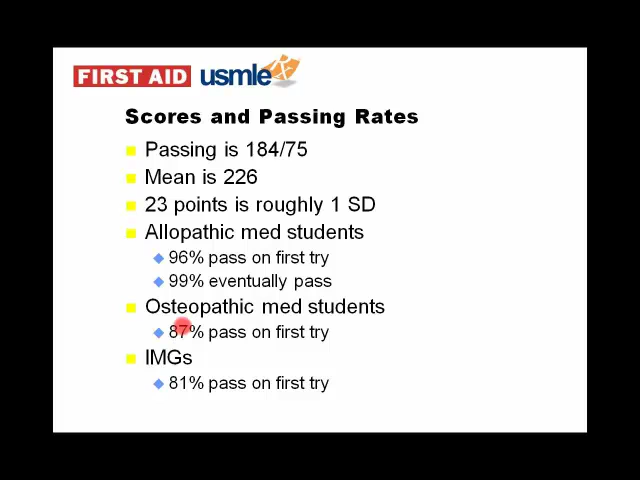 FIRST AID usmle
Scores and Passing Rates
Passing is 184/75
Mean is 226
23 points is roughly 1 SD
Allopathic med students
96% pass on first try
99% eventually pass
Osteopathic med students
87% pass on first try
IMGs
81% pass on first try